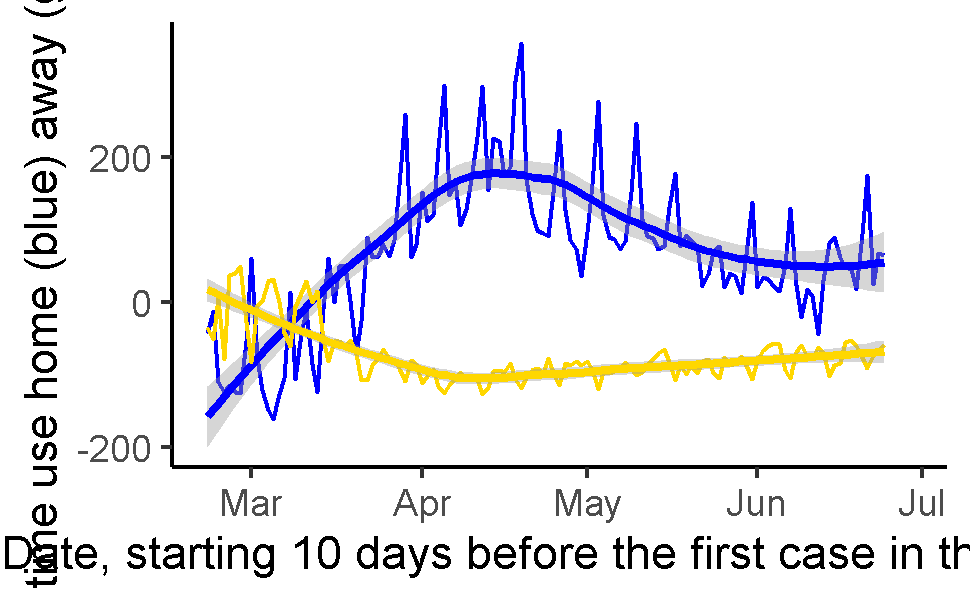 time use home (blue) away (
200
0
-200
Mar Apr May Jun Jul
Date, starting 10 days before the first case in th